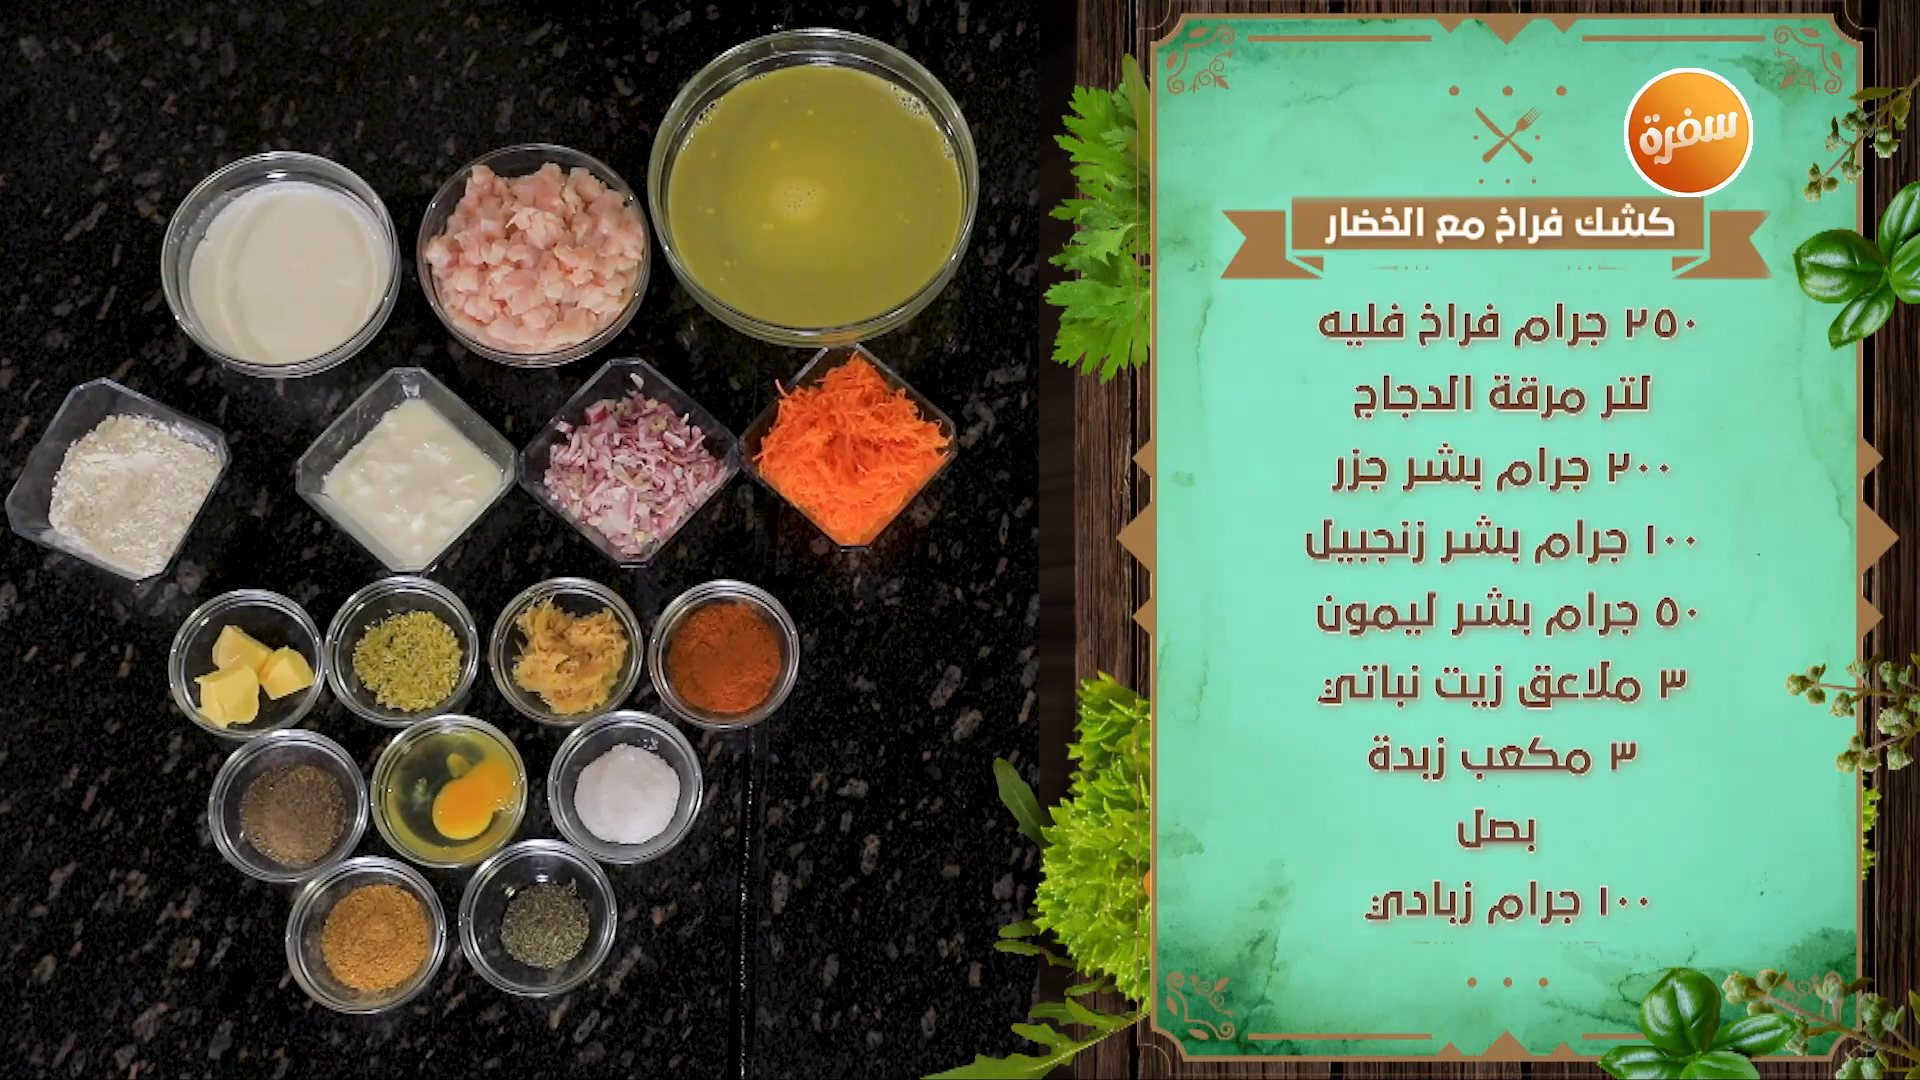 سفرة
كشك فراخ مع الخضار
٢٥٠ جرام فراخ فليه
لتر مرقة الدجاج
٢٠٠ جرام بشر جزر
١٠٠ جرام بشر زنجبيل
٥٠ جرام بشر ليمون
٣ ملاعق زيت نباتي
٣ مكعب زبدة
بصل
١٠٠ جرام زبادي